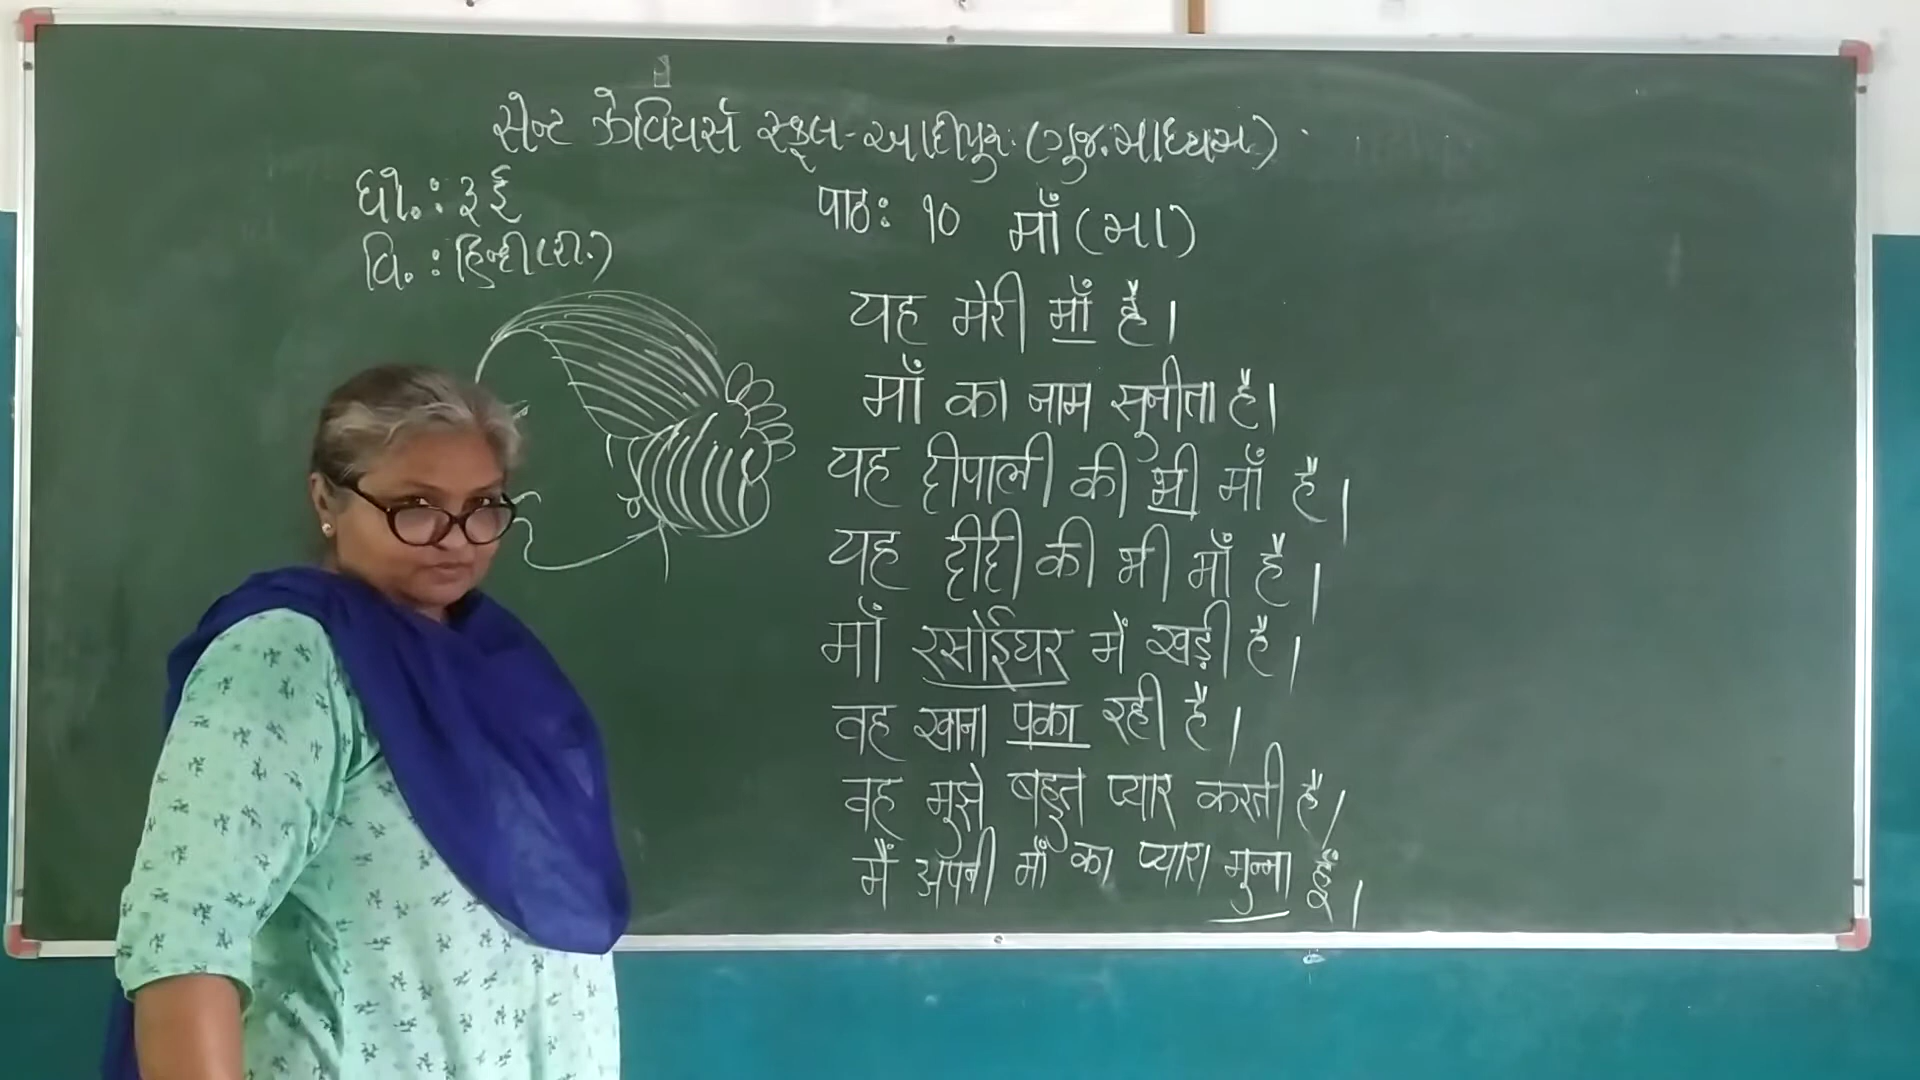 સેન્ટ ઝેવિયર્સ સ્કૂલ-આદીપુર (ગુજ.માધ્યમ)
ધો.: ૩
વિ.: હિન્દી(શી.)
पाठः १० माँ (મા)
यह मेरी माँ है।
माँ का नाम सुनीता है।
यह दीपाली की भी माँ है।
यह दीदी की भी माँ है।
माँ रसोईघर में खड़ी है।
वह खाना पका रही है।
वह मुझे बहुत प्यार करती है।
मैं अपनी माँ का प्यारा मुन्ना हूँ।